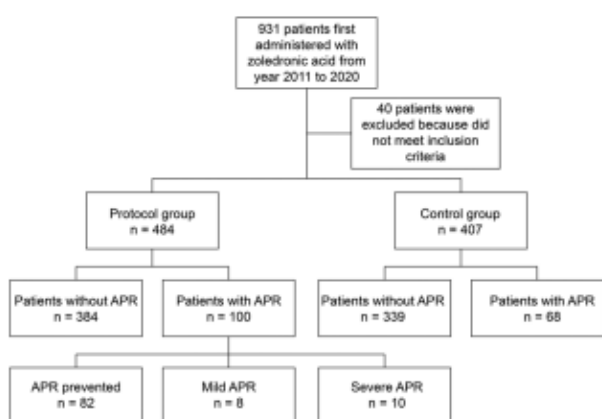 931 patients first
administered with
zoledronic acid from
year 2011 to 2020
40 patients were
excluded because did
not meet inclusion
criteria
Protocol group
n = 484
Control group
n = 407
Patients without APR
n = 384
Patients with APR
n = 100
Patients without APR
n = 339
Patients with APR
n = 68
APR prevented
n = 82
Mild APR
n = 8
Severe APR
n = 10